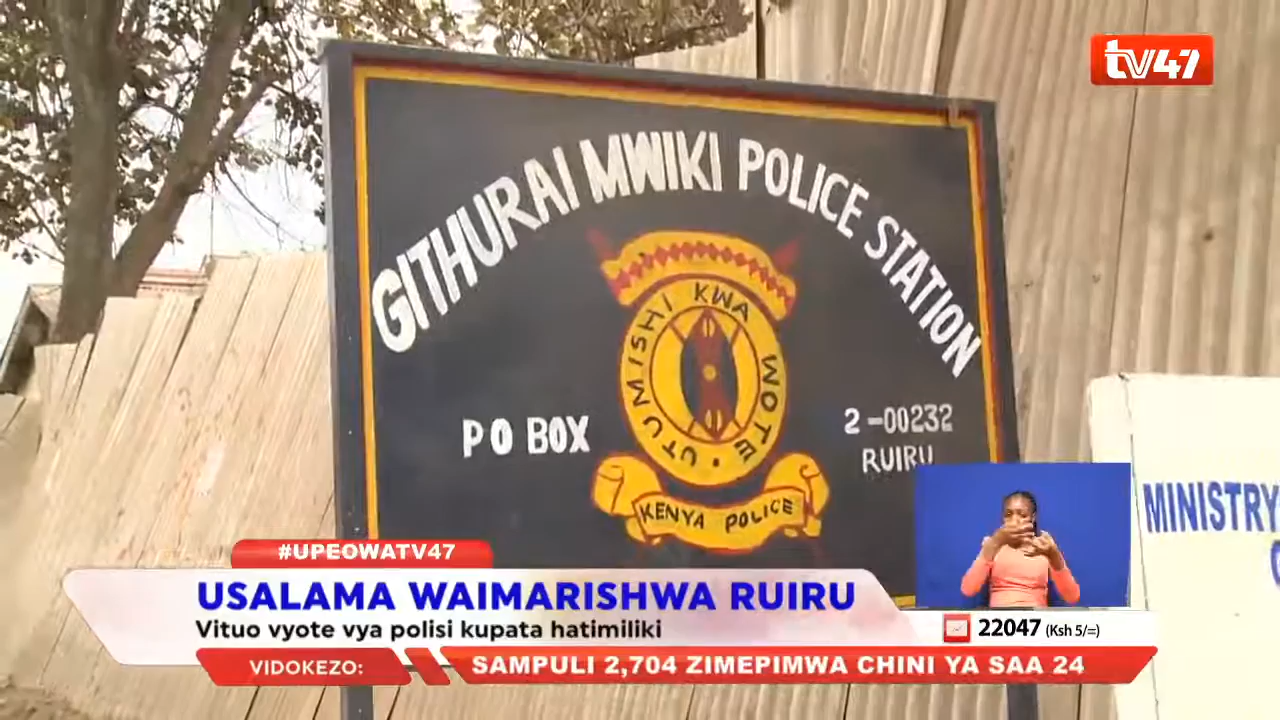 tv47
GITHURAI MWIKI POLICE STATION
UTUMISHI KWA WOTE
PO BOX
2-00232
RUIRU
KENYA POLICE
MINISTRY
#UPEOWATV47
USALAMA WAIMARISHWA RUIRU
Vituo vyote vya polisi kupata hatimiliki
22047 (Ksh 5/=)
VIDOKEZO:
SAMPULI 2,704 ZIMEPIMWA CHINI YA SAA 24